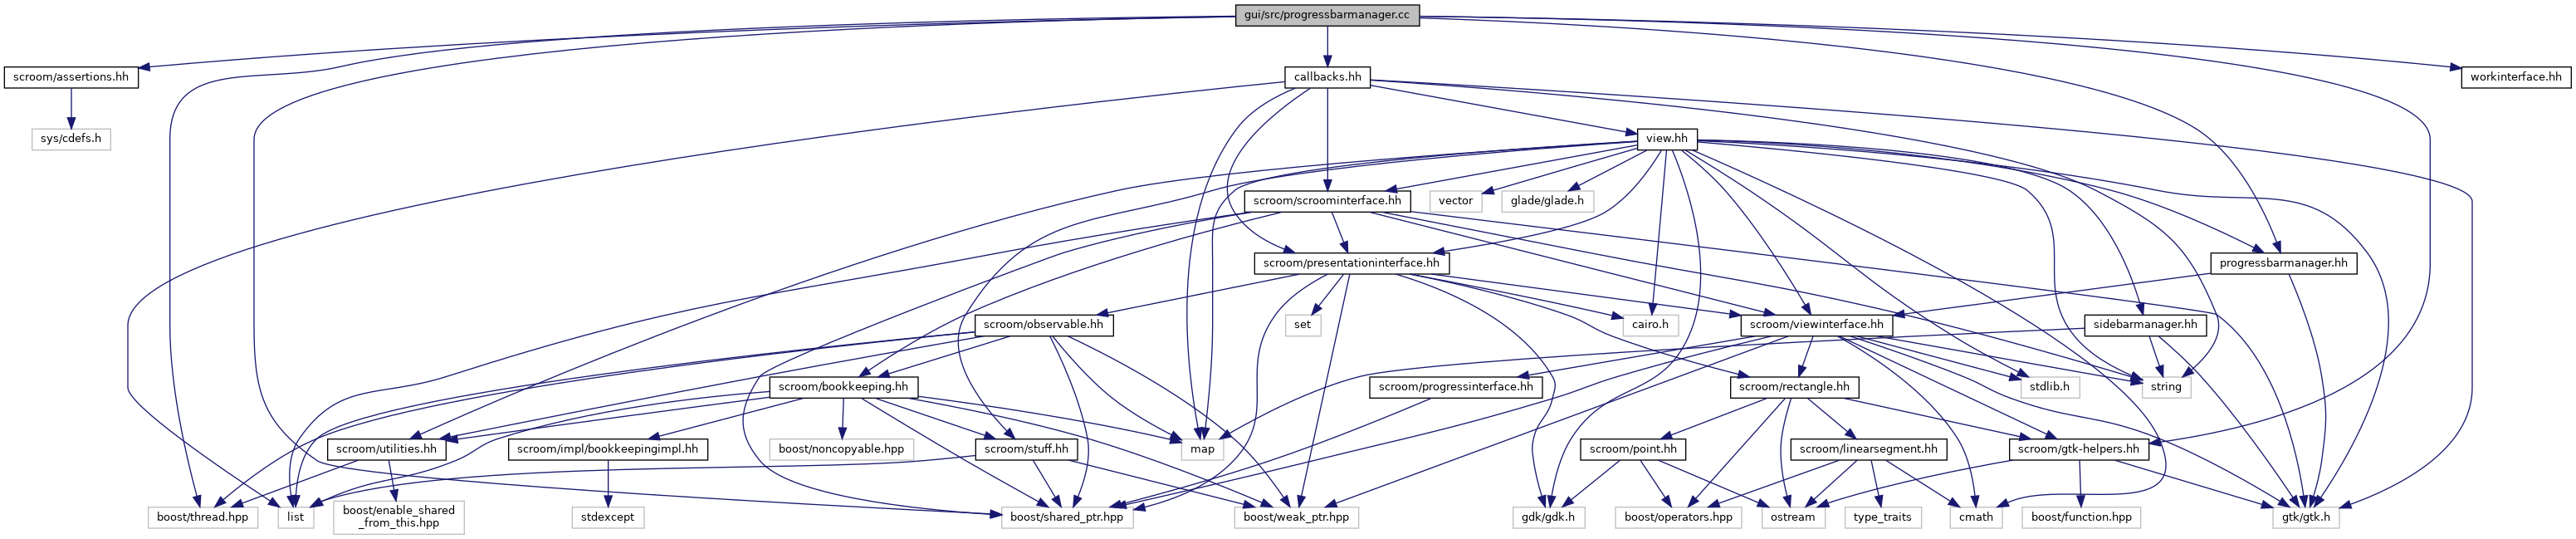 gui/src/progressbarmanager.cc
scroom/assertions.hh
callbacks.hh
workinterface.hh
sys/cdefs.h
view.hh
scroom/scroominterface.hh
vector
glade/glade.h
scroom/presentationinterface.hh
progressbarmanager.hh
scroom/observable.hh
set
cairo.h
scroom/viewinterface.hh
sidebarmanager.hh
scroom/bookkeeping.hh
scroom/progressinterface.hh
scroom/rectangle.hh
stdlib.h
string
scroom/utilities.hh
scroom/impl/bookkeepingimpl.hh
boost/noncopyable.hpp
scroom/stuff.hh
map
scroom/point.hh
scroom/linearsegment.hh
scroom/gtk-helpers.hh
boost/thread.hpp
list
boost/enable_shared
_from_this.hpp
stdexcept
boost/shared_ptr.hpp
boost/weak_ptr.hpp
gdk/gdk.h
boost/operators.hpp
ostream
type_traits
cmath
boost/function.hpp
gtk/gtk.h